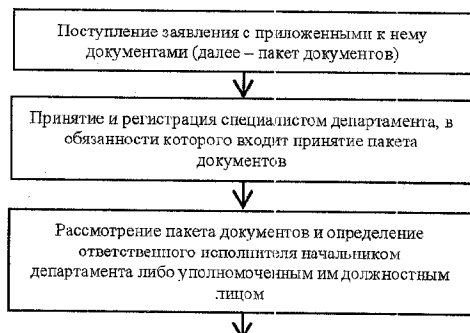 Поступление заявления с приложенными к нему
документами (далее – пакет документов)
Принятие и регистрация специалистом департамента, в
обязанности которого входит принятие пакета
документов
Рассмотрение пакета документов и определение
ответственного исполнителя начальником
департамента либо уполномоченным им должностным
лицом